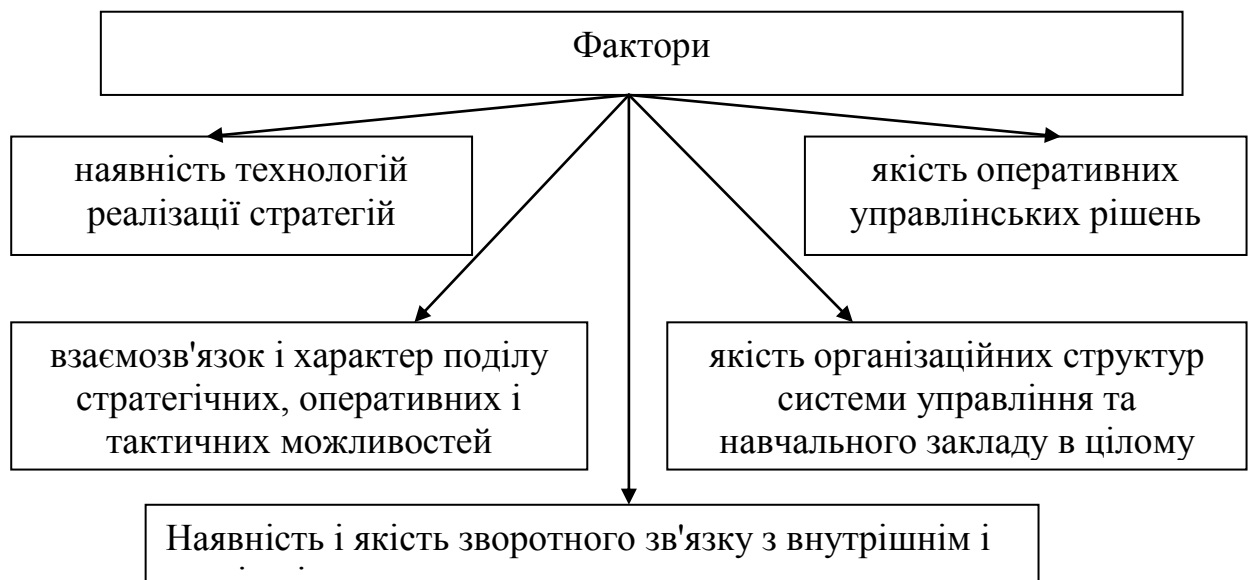 Фактори
наявність технологій
реалізації стратегій
якість оперативних
управлінських рішень
взаємозв'язок і характер поділу
стратегічних, оперативних і
тактичних можливостей
якість організаційних структур
системи управління та
навчального закладу в цілому
Наявність і якість зворотного зв'язку з внутрішнім і